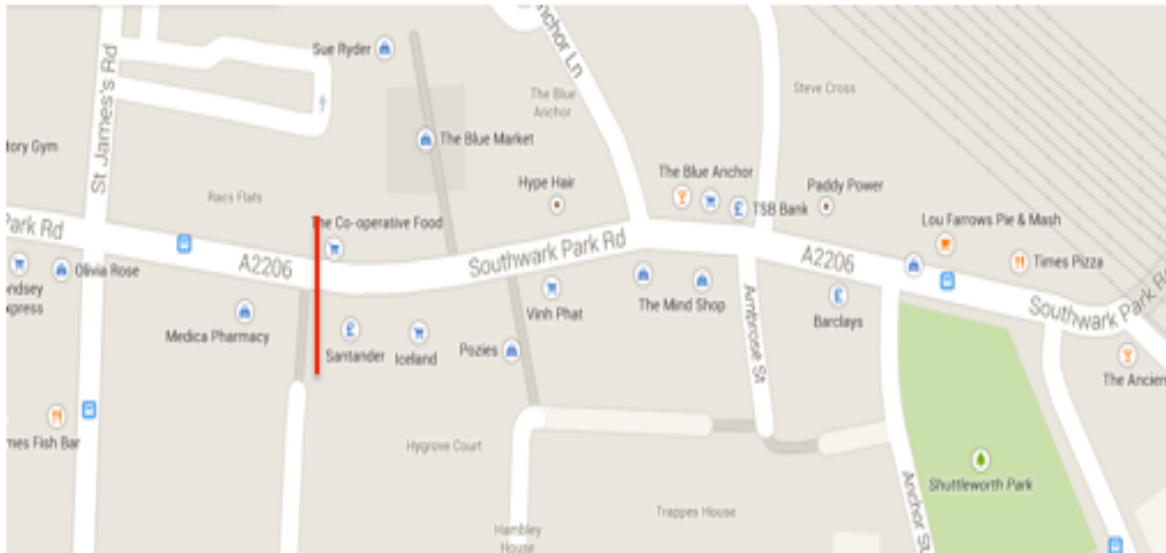 St James's Rd
Sue Ryder
Anchor Ln
The Blue
Anchor
Steve Cross
tory Gym
The Blue Market
Racs Flats
Hype Hair
The Blue Anchor
TSB Bank
Paddy Power
Lou Farrows Pie & Mash
Times Pizza
Park Rd
The Co-operative Food
A2206
Southwark Park Rd
A2206
Southwark Park Rd
Olivia Rose
ondsey
xpress
Medica Pharmacy
Santander
Iceland
Pozies
Vinh Phat
The Mind Shop
Ambrose St
Barclays
The Ancien
mes Fish Bar
Hygrove Court
Hambley
House
Trappes House
Anchor St
Shuttleworth Park